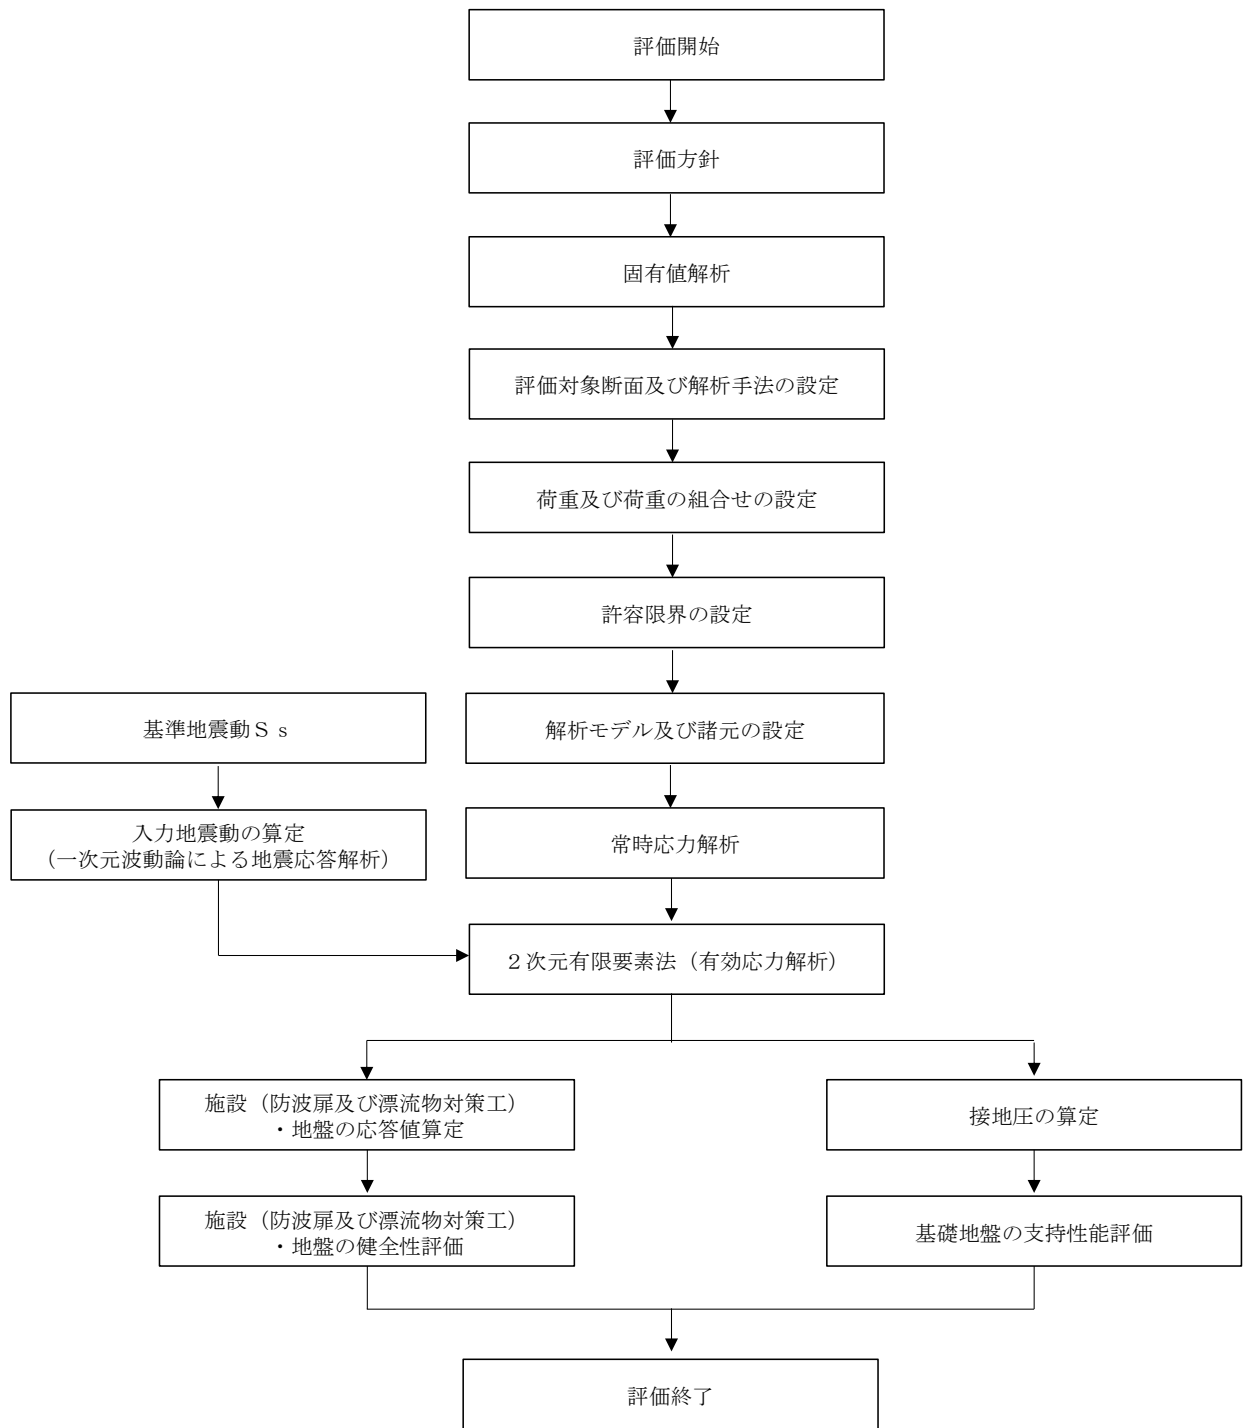 評価開始
評価方針
固有値解析
評価対象断面及び解析手法の設定
荷重及び荷重の組合せの設定
許容限界の設定
基準地震動Ｓｓ
解析モデル及び諸元の設定
入力地震動の算定
（一次元波動論による地震応答解析）
常時応力解析
２次元有限要素法（有効応力解析）
施設（防波扉及び漂流物対策工）
・地盤の応答値算定
接地圧の算定
施設（防波扉及び漂流物対策工）
・地盤の健全性評価
基礎地盤の支持性能評価
評価終了